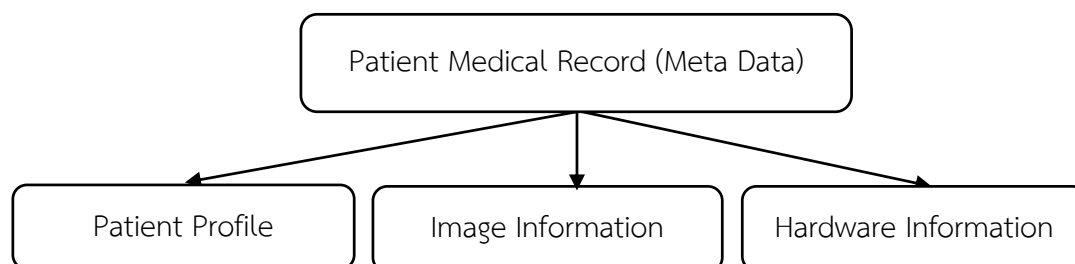 Patient Medical Record (Meta Data)
Patient Profile
Image Information
Hardware Information